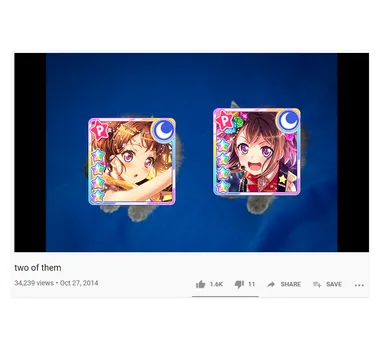 P
P
two of them
34,239 views • Oct 27, 2014
1.6K
11
SHARE
SAVE